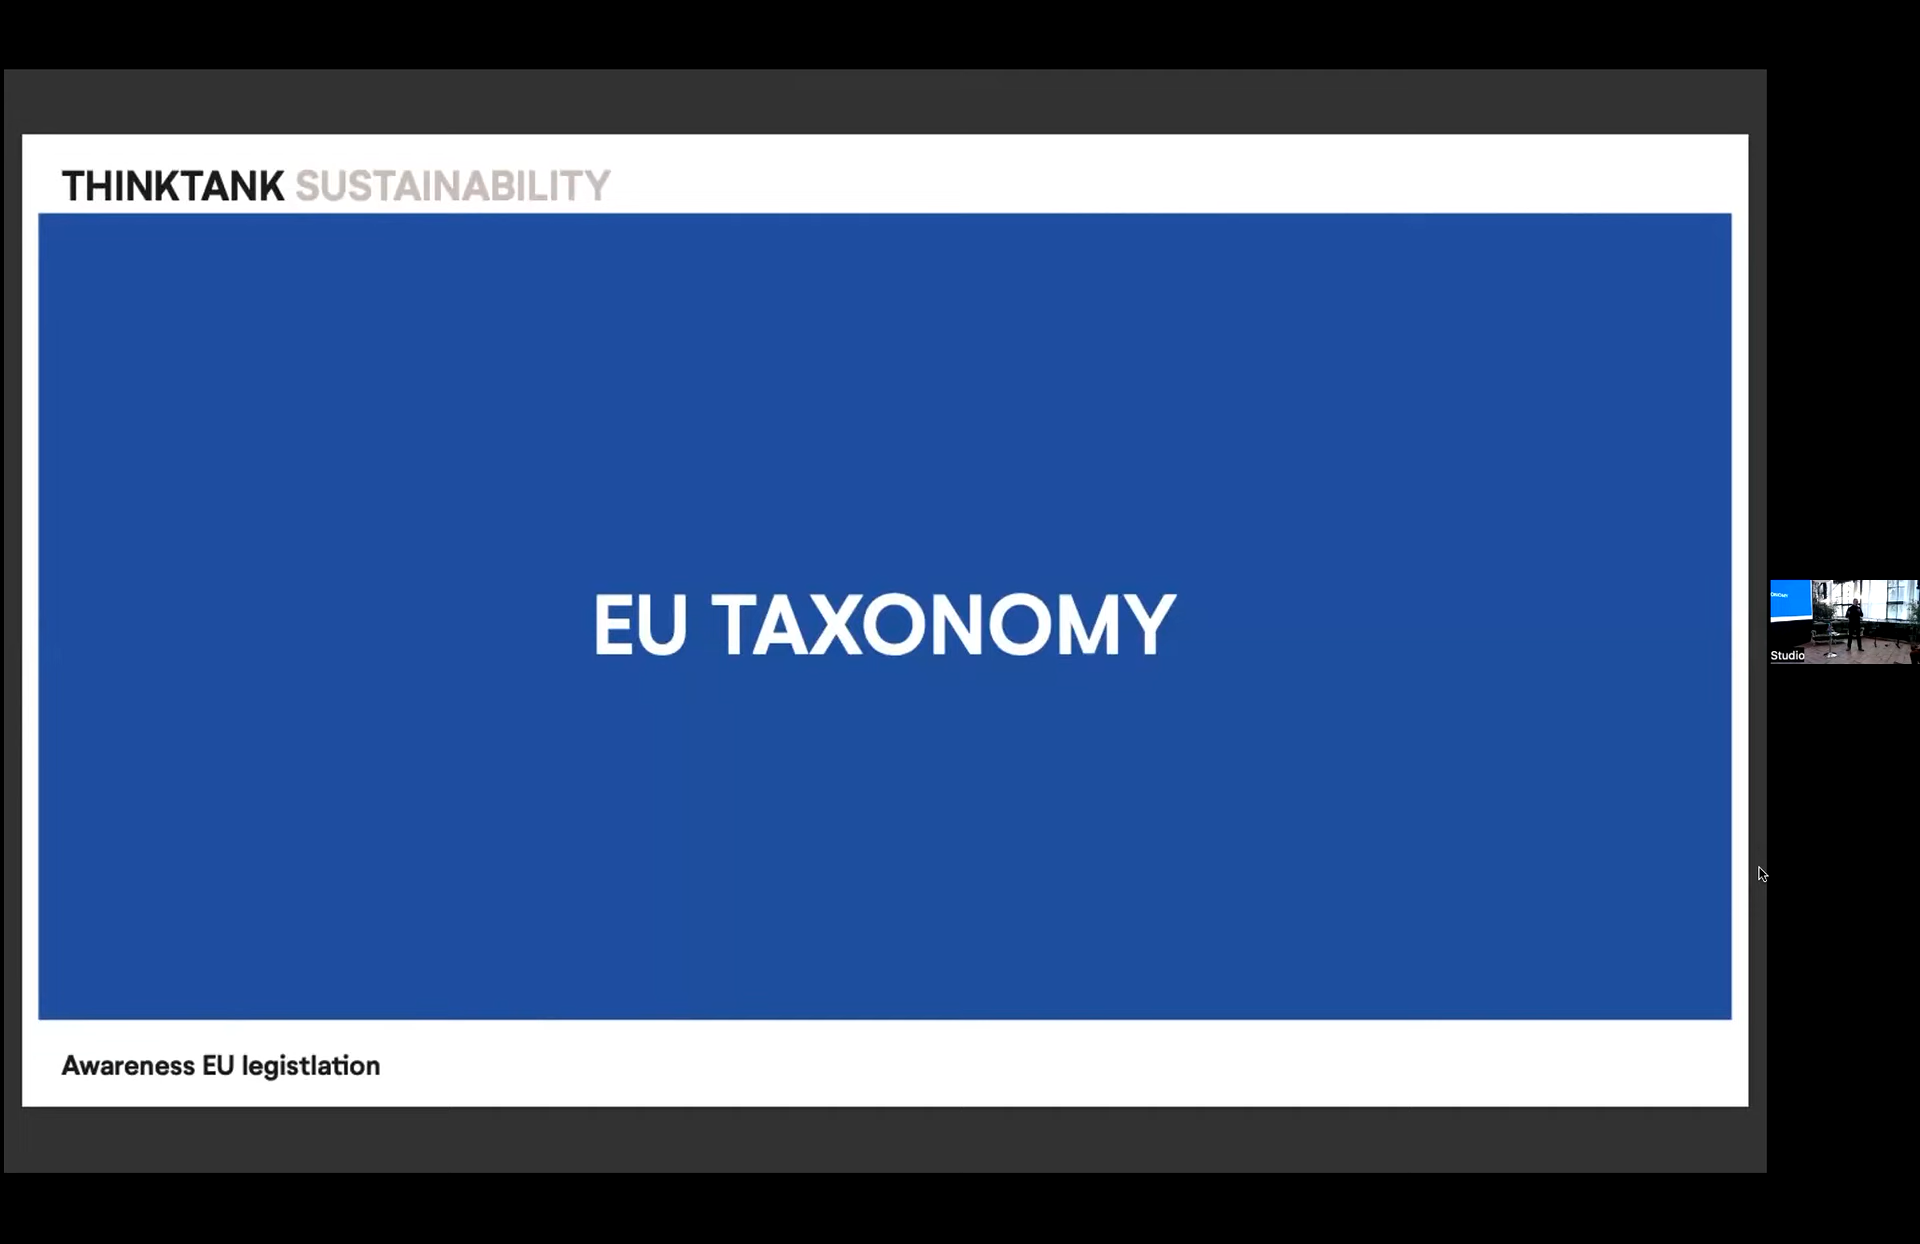 THINKTANK SUSTAINABILITY
EU TAXONOMY
Studio
Awareness EU legistlation